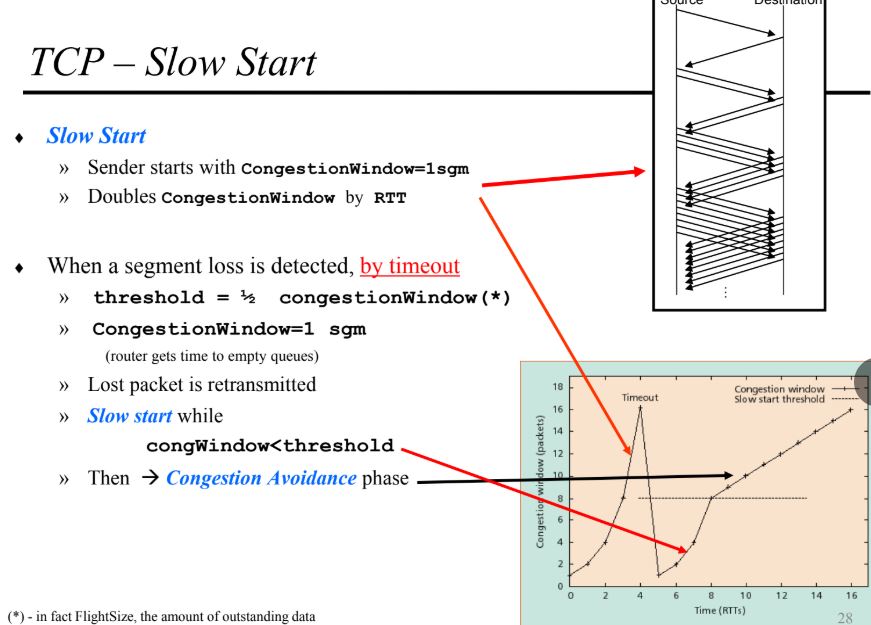 Source Destination
TCP – Slow Start
♦ Slow Start
» Sender starts with CongestionWindow=1sgm
» Doubles CongestionWindow by RTT
♦ When a segment loss is detected, by timeout
» threshold = ½ congestionWindow(*)
» CongestionWindow=1 sgm
(router gets time to empty queues)
» Lost packet is retransmitted
» Slow start while
congWindow<threshold
» Then → Congestion Avoidance phase
⋮
Timeout
Congestion window
Slow start threshold
Congestion window (packets)
18
16
14
12
10
8
6
4
2
0
0 2 4 6 8 10 12 14 16
Time (RTTs)
(*) - in fact FlightSize, the amount of outstanding data
28